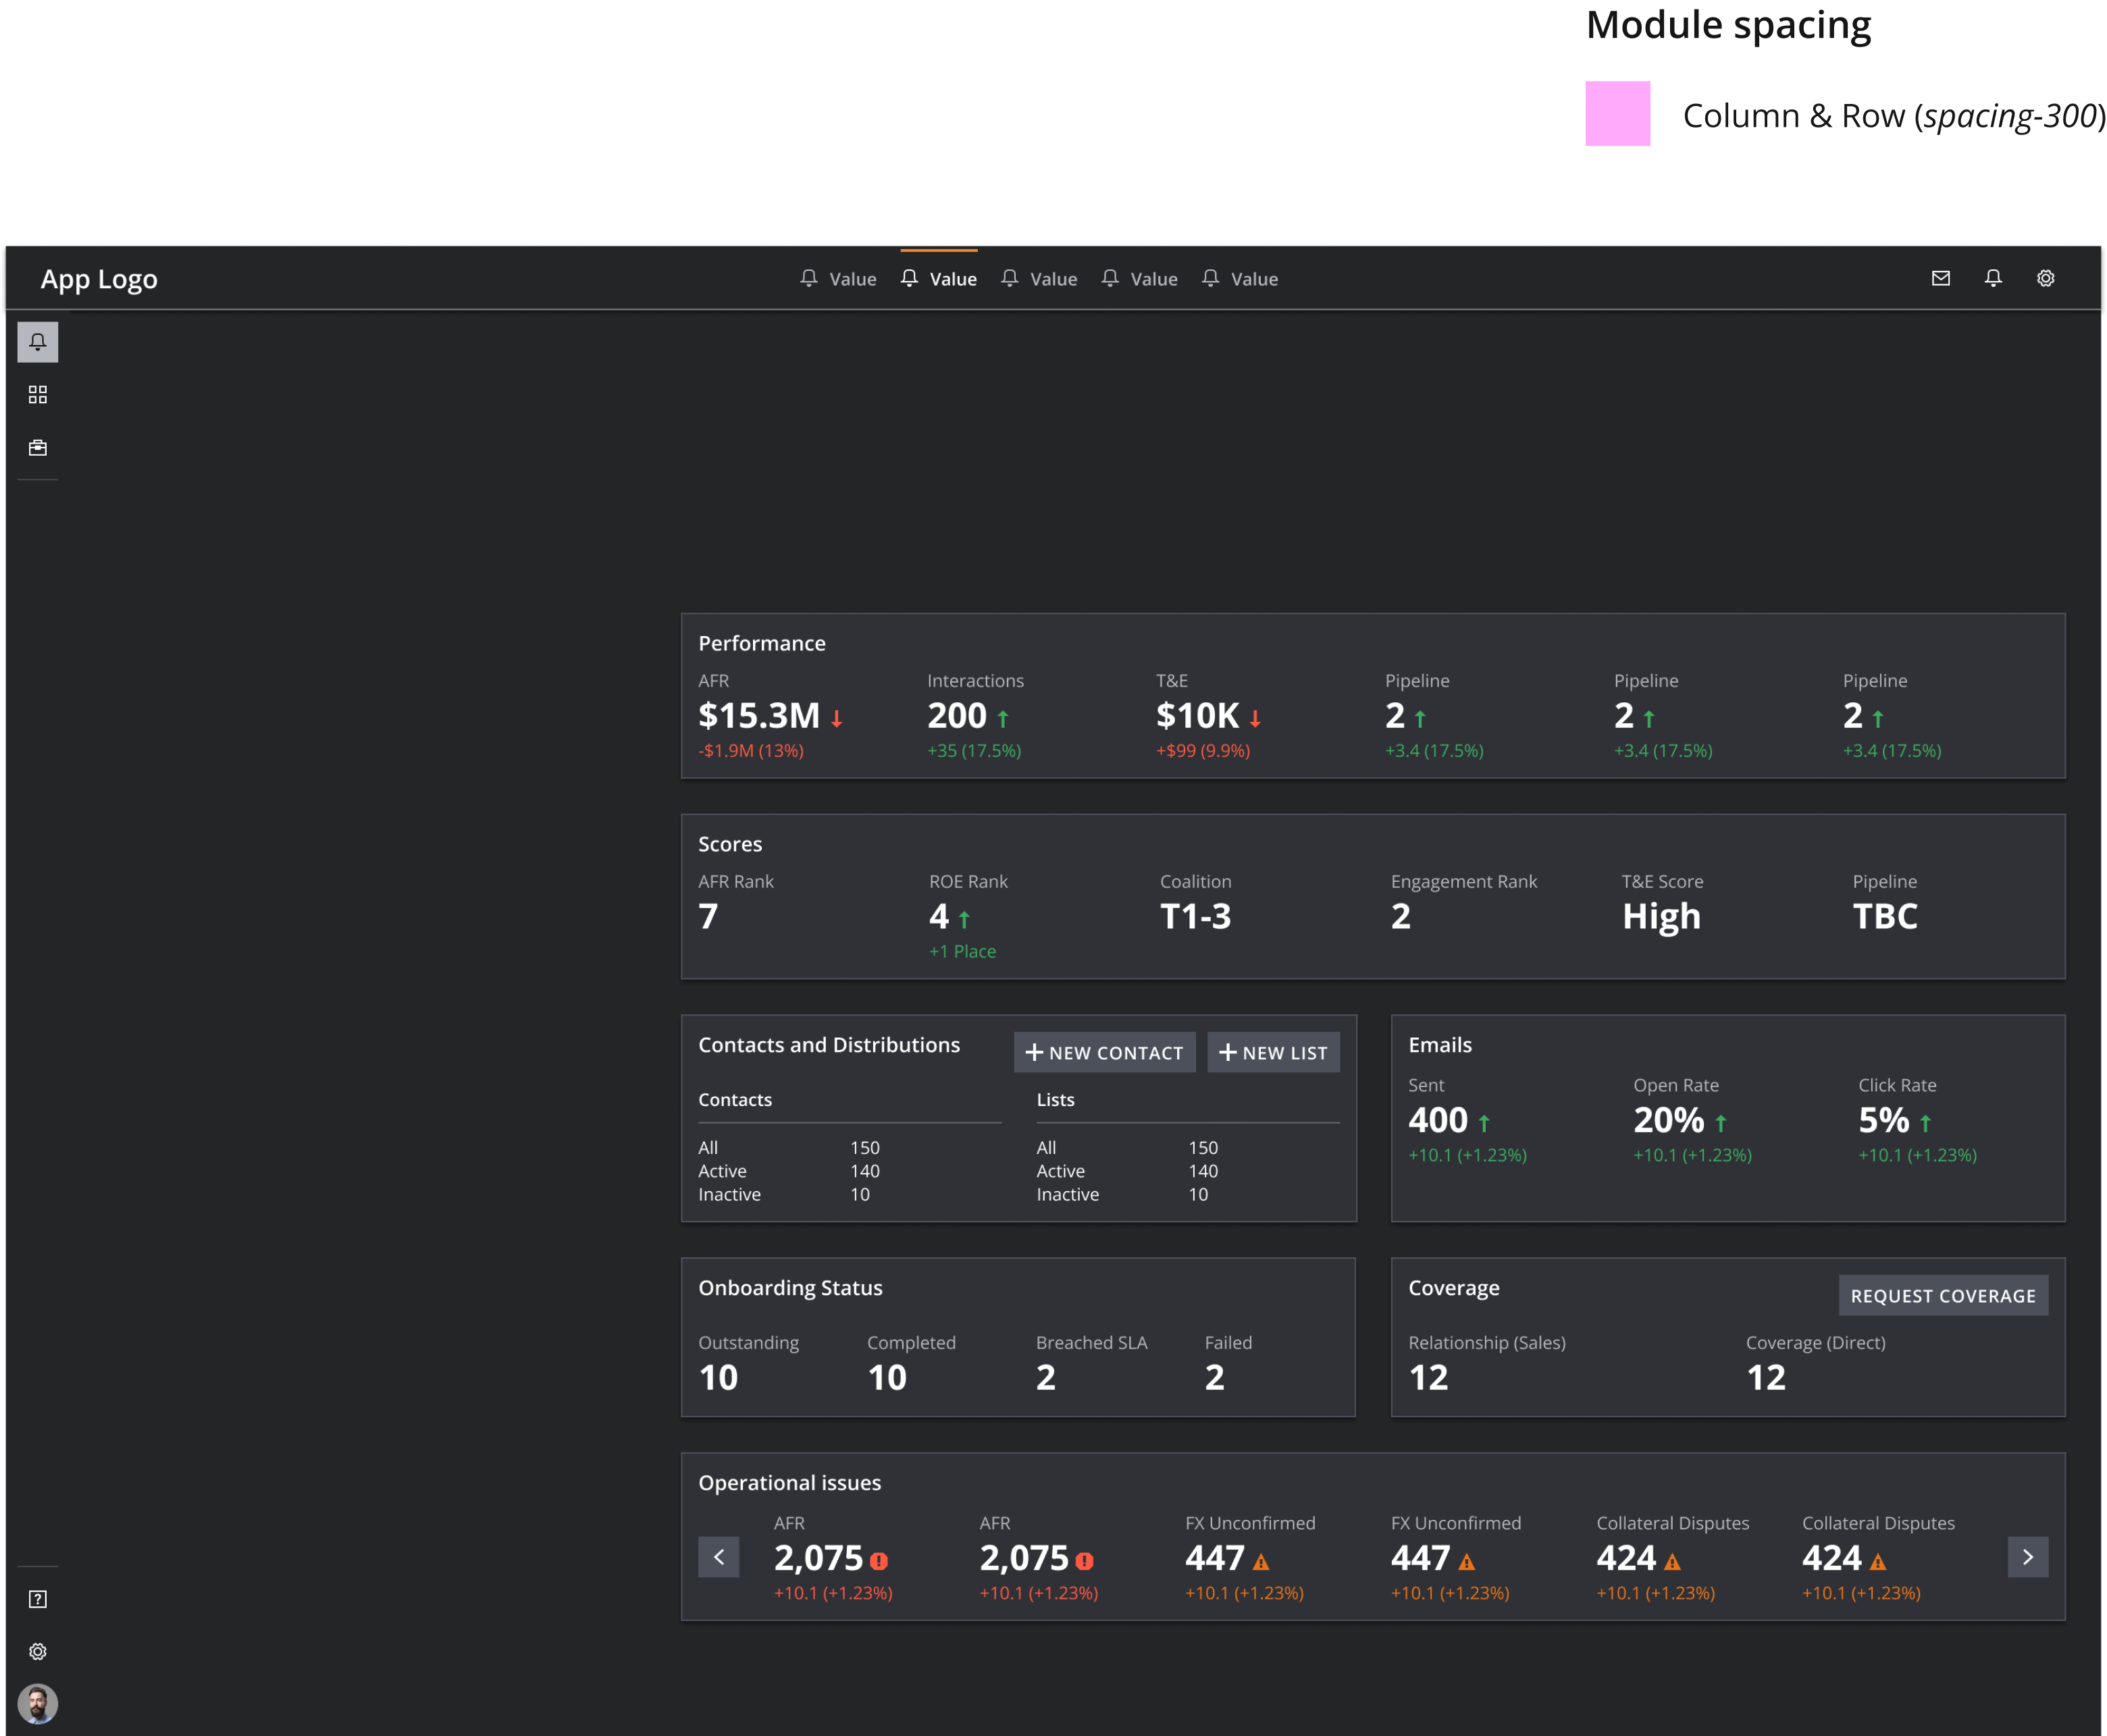 Module spacing
Column & Row (spacing-300)
App Logo
Value Value Value Value Value
Performance
AFR Interactions T&E Pipeline Pipeline Pipeline
$15.3M 200 $10K 2 2 2
-$1.9M (13%) +35 (17.5%) +$99 (9.9%) +3.4 (17.5%) +3.4 (17.5%) +3.4 (17.5%)
Scores
AFR Rank ROE Rank Coalition Engagement Rank T&E Score Pipeline
7 4 T1-3 2 High TBC
+1 Place
Contacts and Distributions
NEW CONTACT NEW LIST
Contacts Lists
All 150 All 150
Active 140 Active 140
Inactive 10 Inactive 10
Emails
Sent Open Rate Click Rate
400 20% 5%
+10.1 (+1.23%) +10.1 (+1.23%) +10.1 (+1.23%)
Onboarding Status
Outstanding Completed Breached SLA Failed
10 10 2 2
Coverage
REQUEST COVERAGE
Relationship (Sales) Coverage (Direct)
12 12
Operational issues
AFR AFR FX Unconfirmed FX Unconfirmed Collateral Disputes Collateral Disputes
2,075 2,075 447 447 424 424
+10.1 (+1.23%) +10.1 (+1.23%) +10.1 (+1.23%) +10.1 (+1.23%) +10.1 (+1.23%) +10.1 (+1.23%)